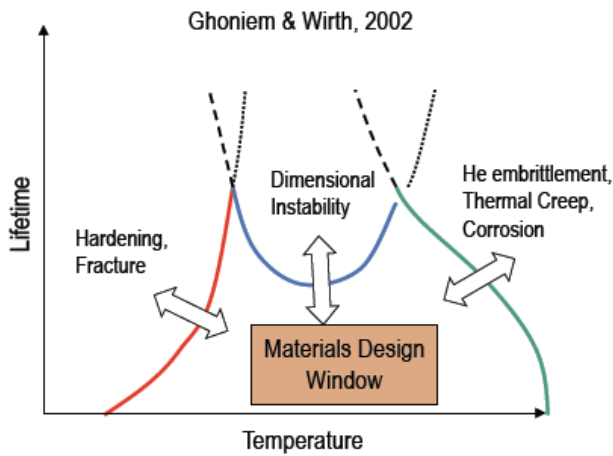 Ghoniem & Wirth, 2002
Lifetime
Hardening,
Fracture
Dimensional
Instability
He embrittlement,
Thermal Creep,
Corrosion
Materials Design
Window
Temperature